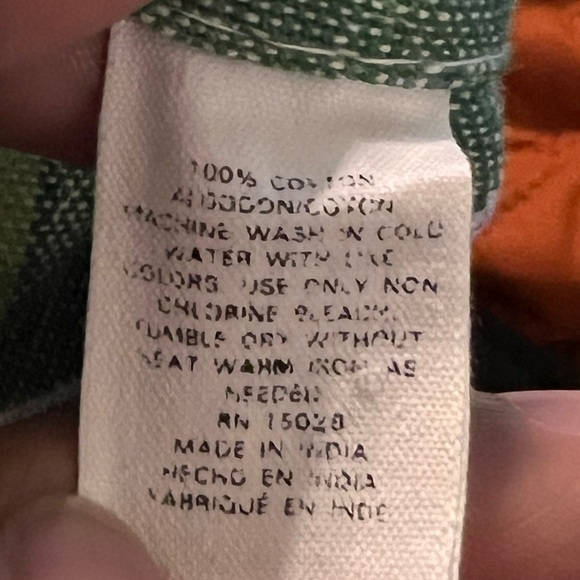 100% COTTON
ALGODON/COTON
MACHINE WASH IN COLD
WATER WITH LIKE
COLORS. USE ONLY NON
CHLORINE BLEACH.
TUMBLE DRY WITHOUT
HEAT WARM IRON AS
NEEDED.
RN 15028
MADE IN INDIA
HECHO EN INDIA
FABRIQUÉ EN INDE